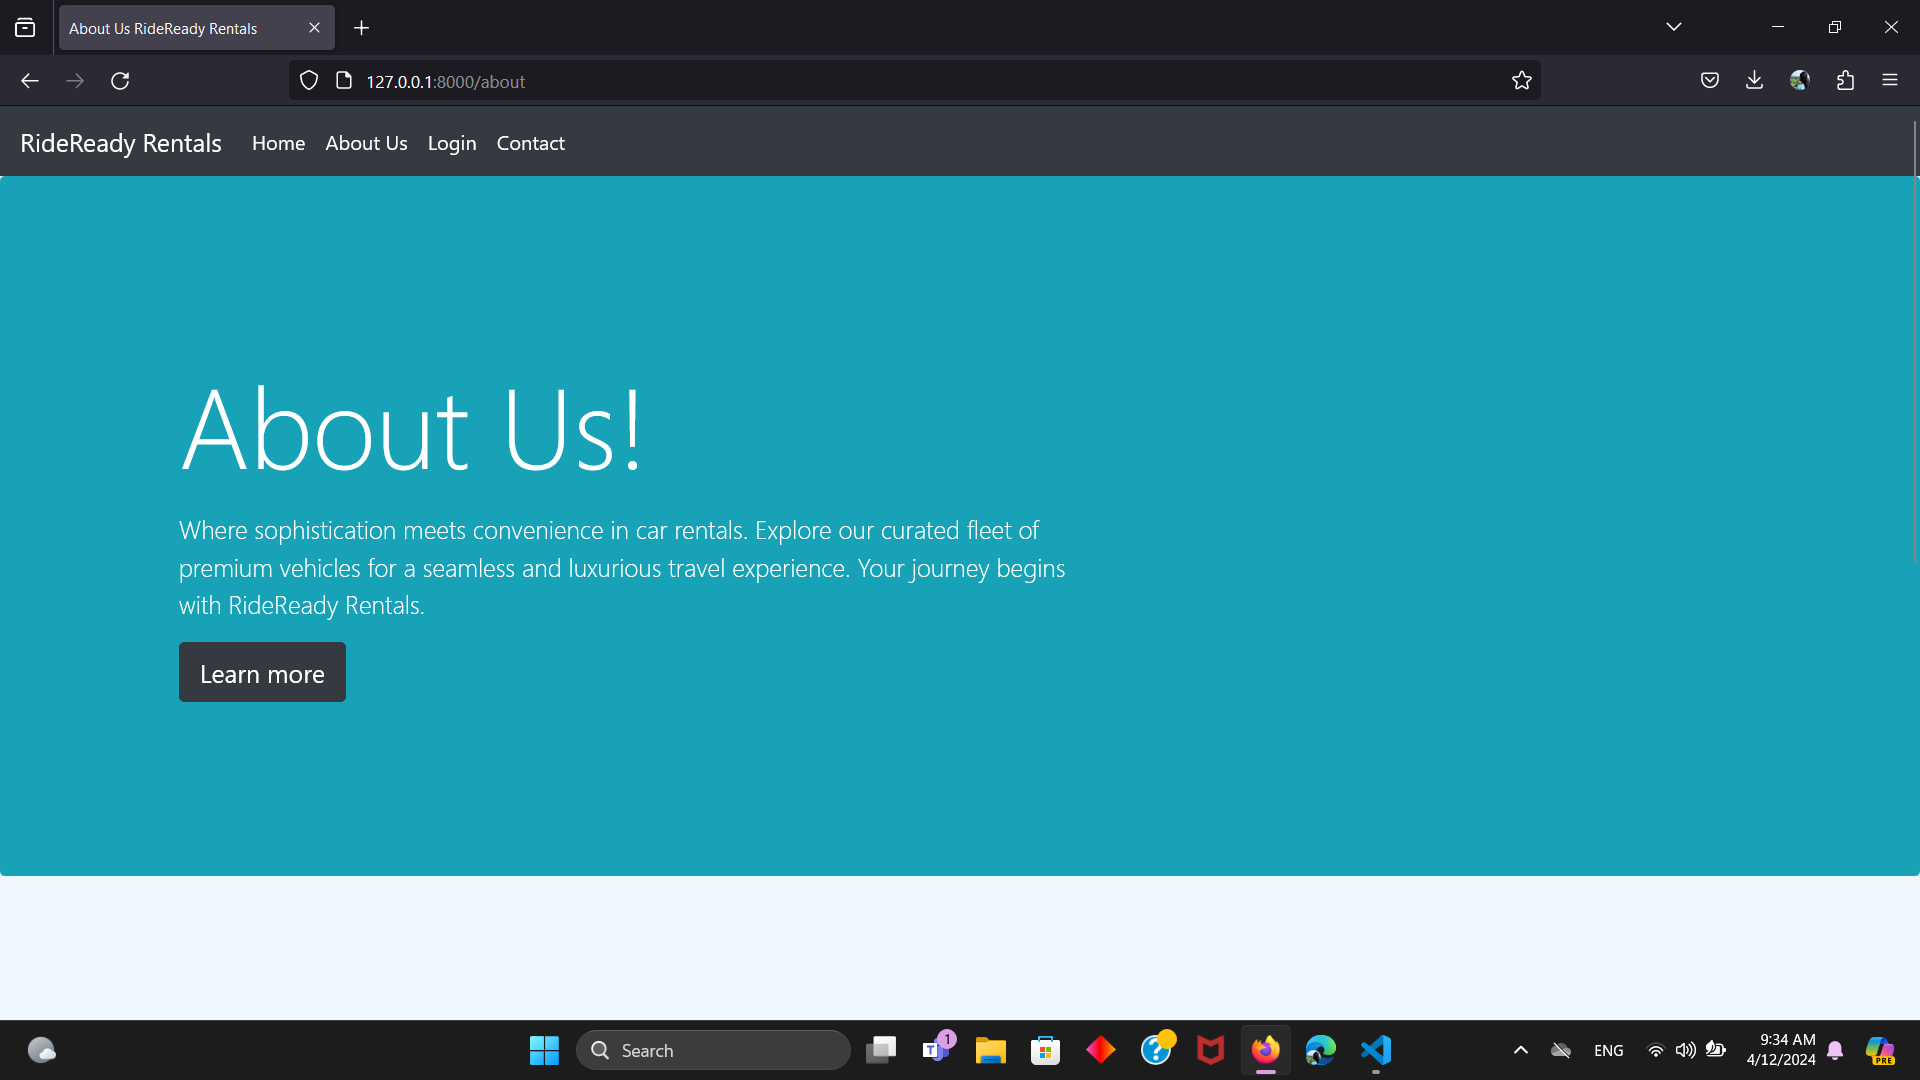 About Us RideReady Rentals
127.0.0.1:8000/about
RideReady Rentals Home About Us Login Contact
About Us!
Where sophistication meets convenience in car rentals. Explore our curated fleet of
premium vehicles for a seamless and luxurious travel experience. Your journey begins
with RideReady Rentals.
Learn more
Search
T
1
?
ENG
9:34 AM
4/12/2024
PRE